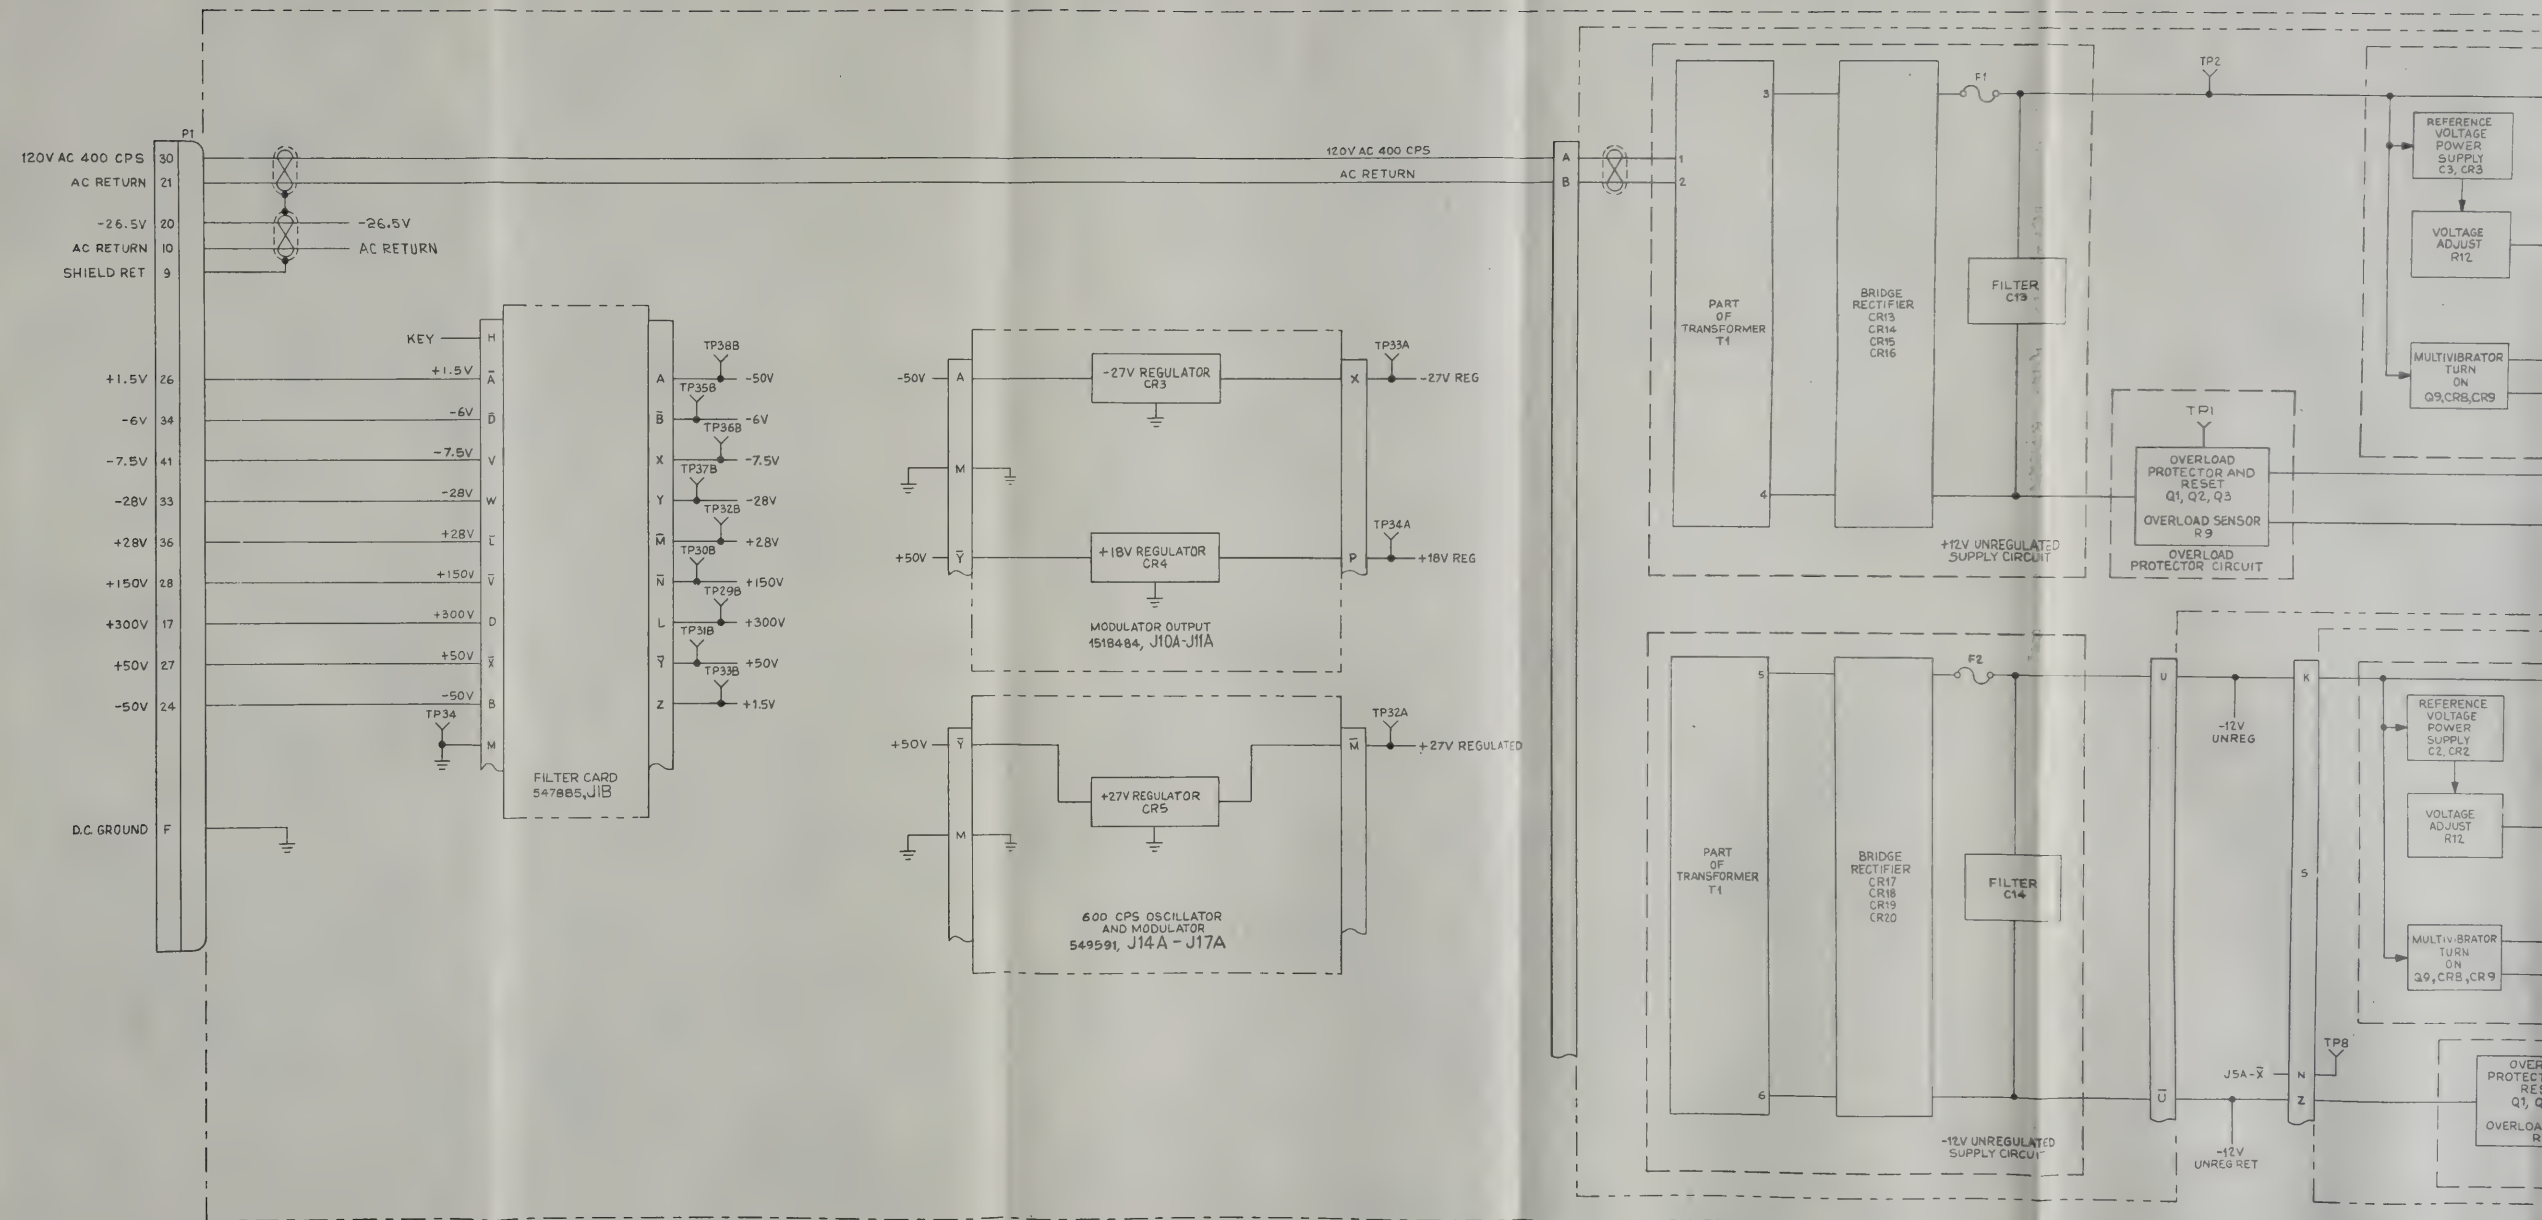 P1
120V AC 400 CPS 30
AC RETURN 21
-26.5V 20
AC RETURN 10
SHIELD RET 9
-26.5V
AC RETURN
+1.5V 26
-6V 34
-7.5V 41
-28V 33
+28V 36
+150V 28
+300V 17
+50V 27
-50V 24
D.C. GROUND F
KEY H
+1.5V A̅
-6V D̅
-7.5V V
-28V W
+28V L̅
+150V V̅
+300V D
+50V X̅
-50V B
TP34
M
FILTER CARD
547885, J1B
TP38B
A -50V
TP35B
B̅ -6V
TP36B
X -7.5V
TP37B
Y -28V
TP32B
M̅ +28V
TP30B
N̅ +150V
TP29B
L +300V
TP31B
Y̅ +50V
TP33B
Z +1.5V
-50V A
-27V REGULATOR
CR3
TP33A
X -27V REG
M
+50V Y̅
+18V REGULATOR
CR4
TP34A
P +18V REG
MODULATOR OUTPUT
1518484, J10A-J11A
+50V Y̅
+27V REGULATOR
CR5
TP32A
M̅ +27V REGULATED
M
600 CPS OSCILLATOR
AND MODULATOR
549591, J14A - J17A
120V AC 400 CPS
AC RETURN
A
B
1
2
3
4
PART
OF
TRANSFORMER
T1
BRIDGE
RECTIFIER
CR13
CR14
CR15
CR16
F1
FILTER
C13
+12V UNREGULATED
SUPPLY CIRCUIT
TP2
TP1
OVERLOAD
PROTECTOR AND
RESET
Q1, Q2, Q3
OVERLOAD SENSOR
R9
OVERLOAD
PROTECTOR CIRCUIT
REFERENCE
VOLTAGE
POWER
SUPPLY
C3, CR3
VOLTAGE
ADJUST
R12
MULTIVIBRATOR
TURN
ON
Q9, CR8, CR9
5
6
PART
OF
TRANSFORMER
T1
BRIDGE
RECTIFIER
CR17
CR18
CR19
CR20
F2
FILTER
C14
-12V UNREGULATED
SUPPLY CIRCUIT
U
U̅
-12V
UNREG
-12V
UNREG RET
K
S
J5A-X̅ N
Z
TP8
REFERENCE
VOLTAGE
POWER
SUPPLY
C2, CR2
VOLTAGE
ADJUST
R12
MULTIVIBRATOR
TURN
ON
Q9, CR8, CR9
OVER
PROTECT
RES
Q1, Q
OVERLOA
R